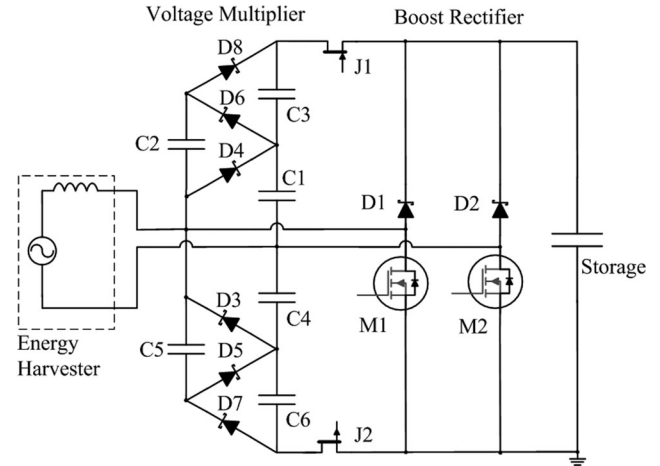 Voltage Multiplier
Boost Rectifier
D8
J1
D6
C3
C2
D4
C1
D1
D2
Storage
D3
C4
M1
M2
Energy
Harvester
C5
D5
D7
C6
J2